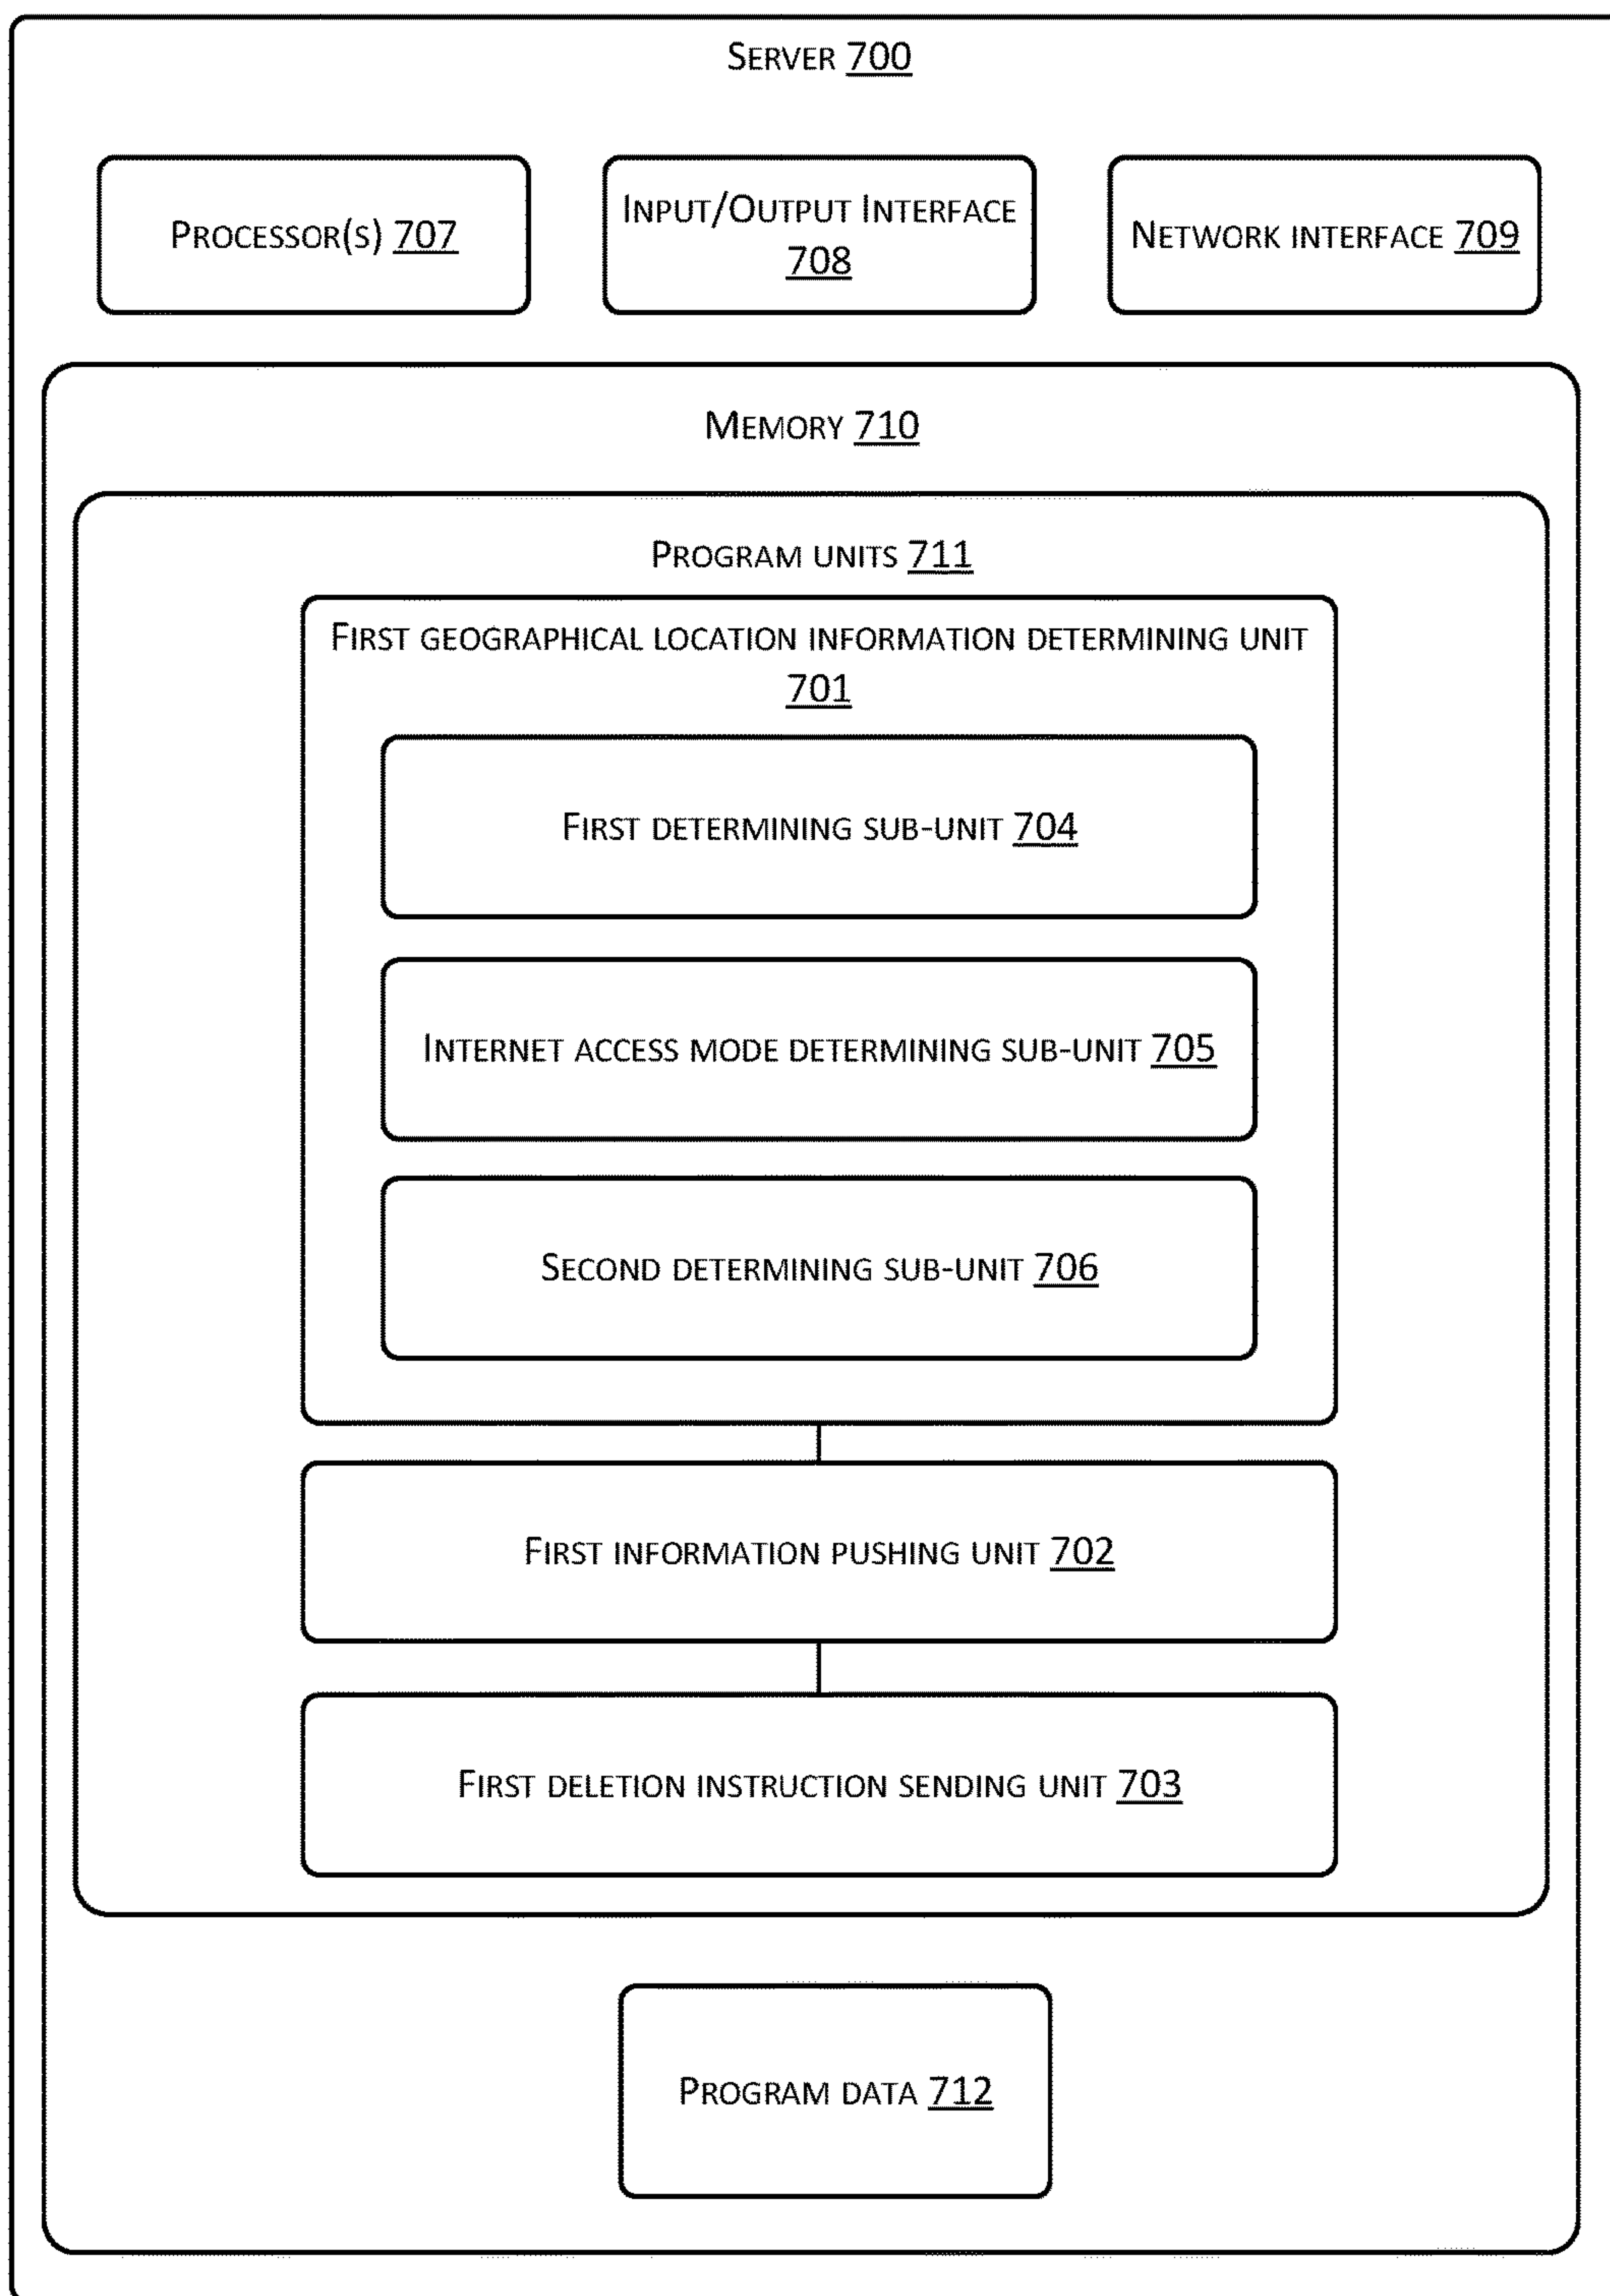 SERVER 700
PROCESSOR(S) 707
INPUT/OUTPUT INTERFACE
708
NETWORK INTERFACE 709
MEMORY 710
PROGRAM UNITS 711
FIRST GEOGRAPHICAL LOCATION INFORMATION DETERMINING UNIT
701
FIRST DETERMINING SUB-UNIT 704
INTERNET ACCESS MODE DETERMINING SUB-UNIT 705
SECOND DETERMINING SUB-UNIT 706
FIRST INFORMATION PUSHING UNIT 702
FIRST DELETION INSTRUCTION SENDING UNIT 703
PROGRAM DATA 712